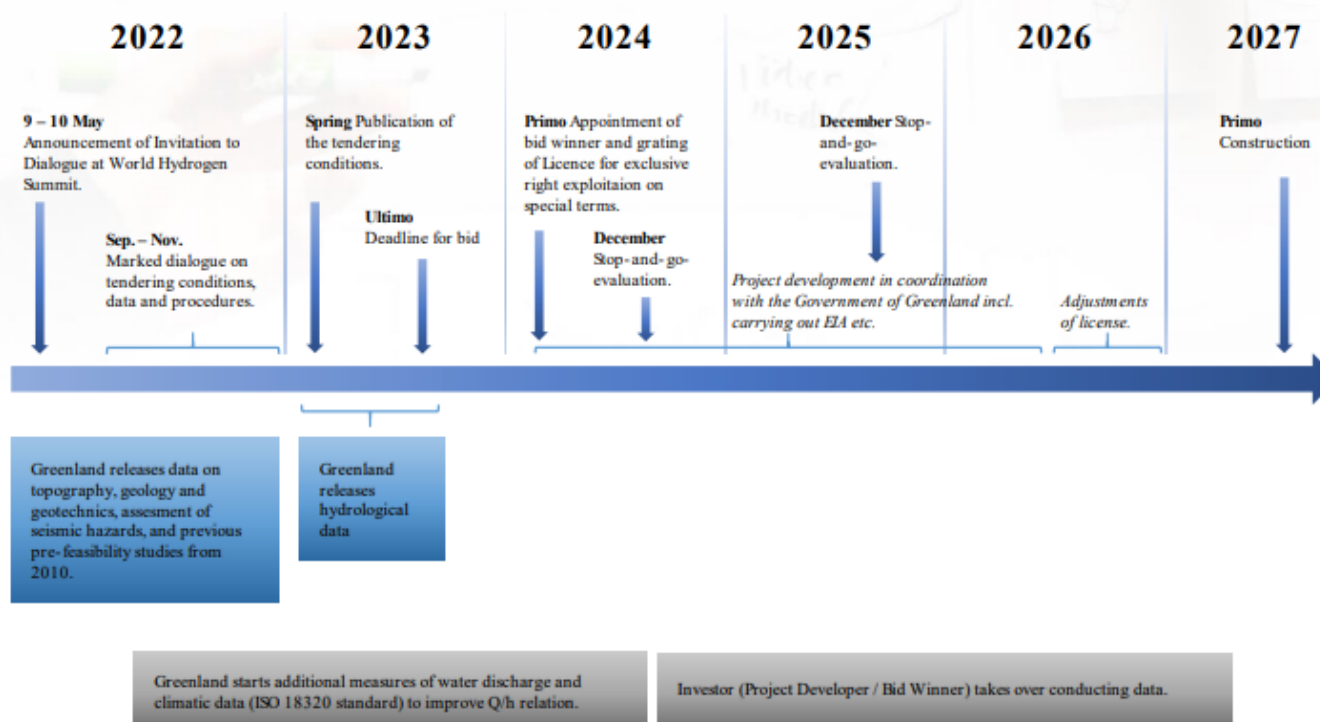 2022
2023
2024
2025
2026
2027
9 – 10 May
Announcement of Invitation to
Dialogue at World Hydrogen
Summit.
Sep. – Nov.
Marked dialogue on
tendering conditions,
data and procedures.
Spring Publication of
the tendering
conditions.
Ultimo
Deadline for bid
Primo Appointment of
bid winner and grating
of Licence for exclusive
right exploitaion on
special terms.
December
Stop-and-go-
evaluation.
December Stop-
and-go-
evaluation.
Project development in coordination
with the Government of Greenland incl.
carrying out EIA etc.
Adjustments
of license.
Primo
Construction
Greenland releases data on
topography, geology and
geotechnics, assesment of
seismic hazards, and previous
pre-feasibility studies from
2010.
Greenland
releases
hydrological
data
Greenland starts additional measures of water discharge and
climatic data (ISO 18320 standard) to improve Q/h relation.
Investor (Project Developer / Bid Winner) takes over conducting data.